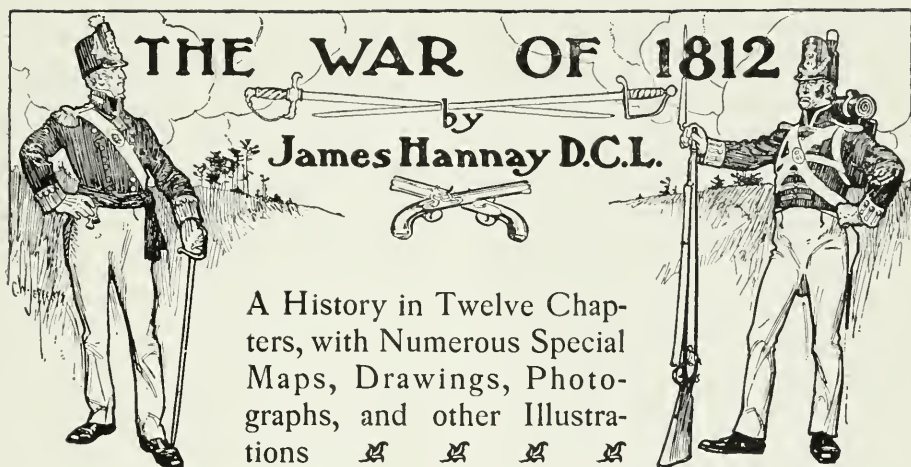 THE WAR OF 1812
by
James Hannay D.C.L.
A History in Twelve Chap-
ters, with Numerous Special
Maps, Drawings, Photo-
graphs, and other Illustra-
tions
C.W. JEFFERYS